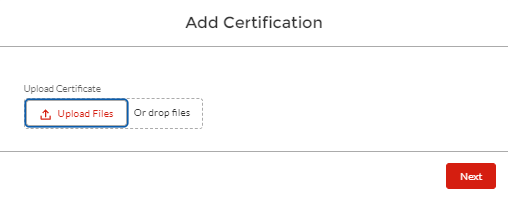 Add Certification
Upload Certificate
Upload Files Or drop files
Next